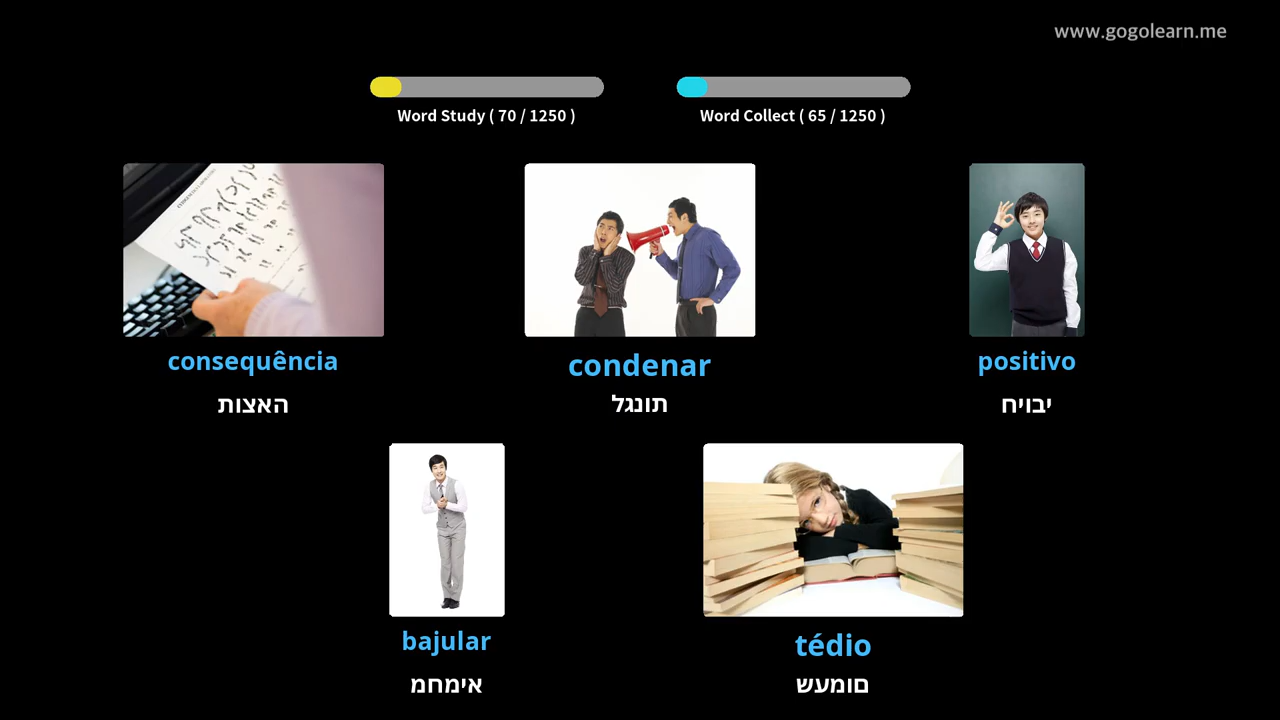 www.gogolearn.me
Word Study ( 70 / 1250 )
Word Collect ( 65 / 1250 )
consequência
האצות
condenar
תונגל
positivo
יבויח
bajular
אימחמ
tédio
םומעש